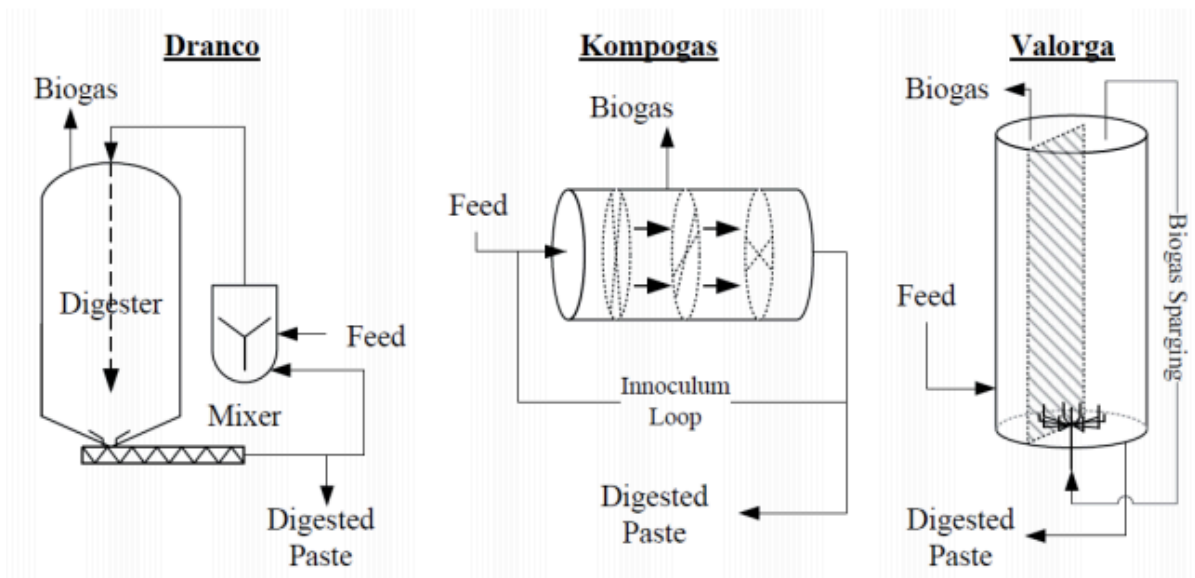 Dranco
Biogas
Digester
Feed
Mixer
Digested
Paste
Kompogas
Biogas
Feed
Innoculum
Loop
Digested
Paste
Valorga
Biogas
Feed
Biogas Sparging
Digested
Paste